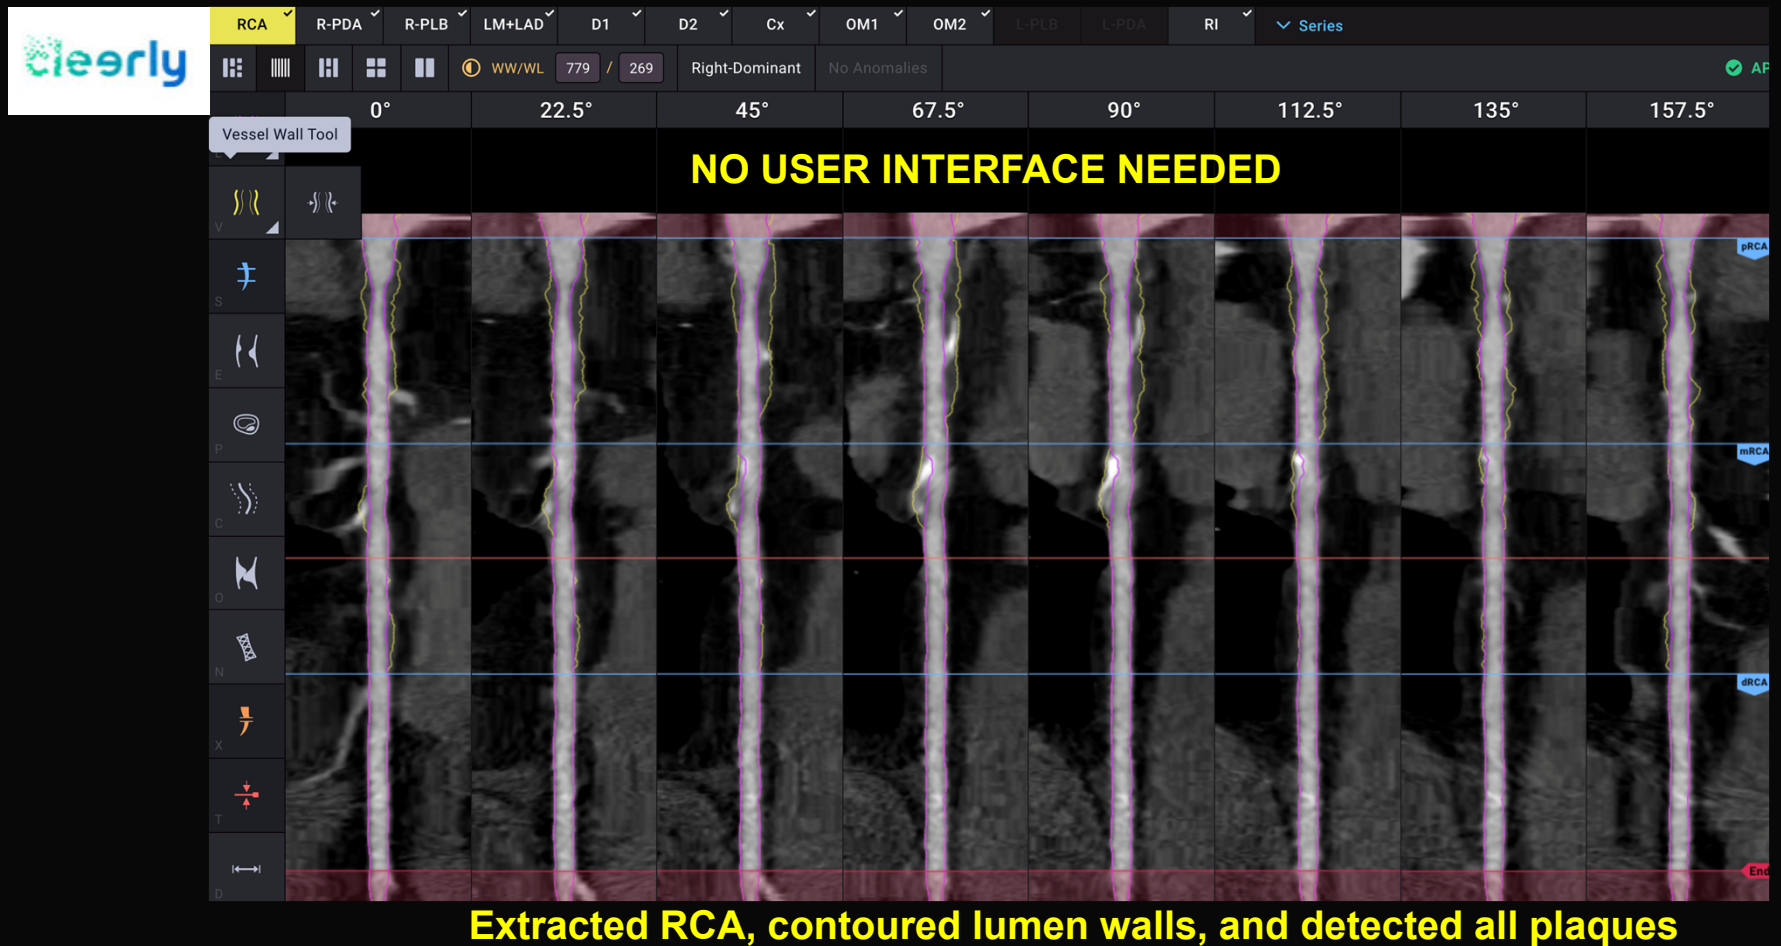 cleerly
RCA R-PDA R-PLB LM+LAD D1 D2 Cx OM1 OM2 L-PLB L-PDA RI Series
WW/WL 779 / 269 Right-Dominant No Anomalies
0° 22.5° 45° 67.5° 90° 112.5° 135° 157.5°
Vessel Wall Tool
NO USER INTERFACE NEEDED
V
pRCA
S
E
P
mRCA
C
O
N
dRCA
X
T
End
D
Extracted RCA, contoured lumen walls, and detected all plaques